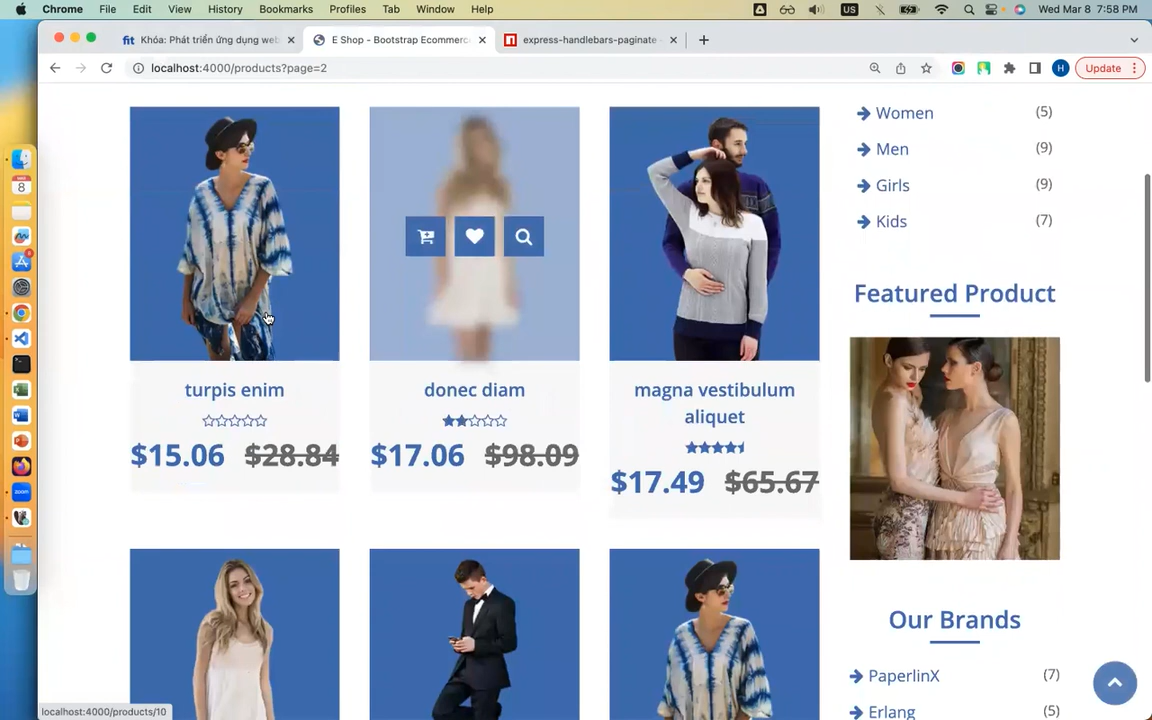 Chrome File Edit View History Bookmarks Profiles Tab Window Help US Wed Mar 8 7:58 PM
fit Khóa: Phát triển ứng dụng web E Shop - Bootstrap Ecommerc express-handlebars-paginate
localhost:4000/products?page=2 H Update
Women (5)
Men (9)
Girls (9)
Kids (7)
Featured Product
turpis enim
donec diam
magna vestibulum
aliquet
$15.06 $28.84
$17.06 $98.09
$17.49 $65.67
Our Brands
PaperlinX (7)
Erlang (5)
localhost:4000/products/10